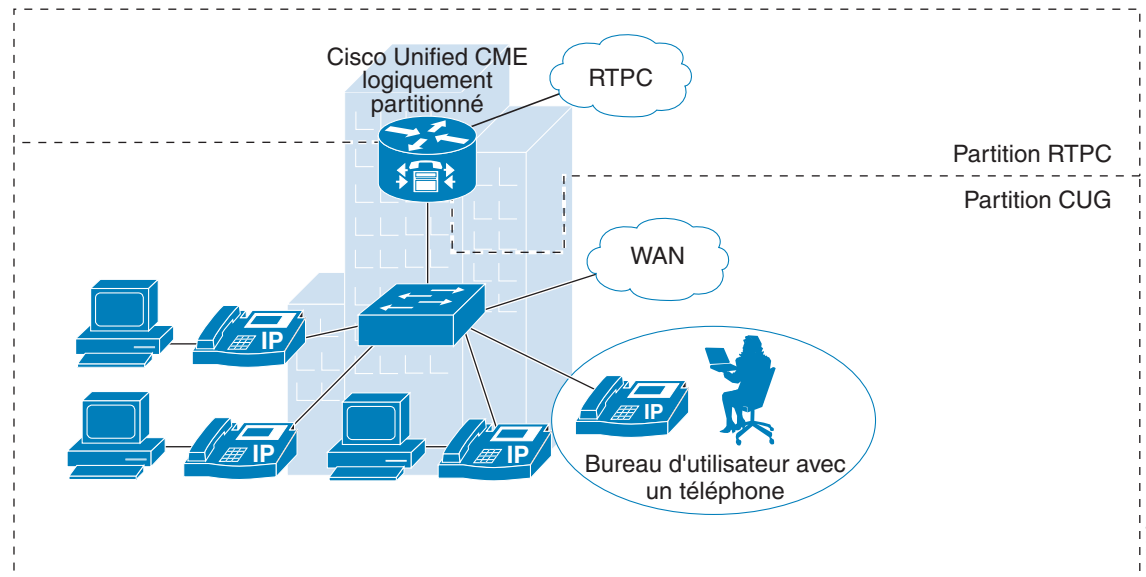 Cisco Unified CME
logiquement
partitionné
RTPC
Partition RTPC
Partition CUG
WAN
IP
IP
IP
IP
Bureau d'utilisateur avec
un téléphone